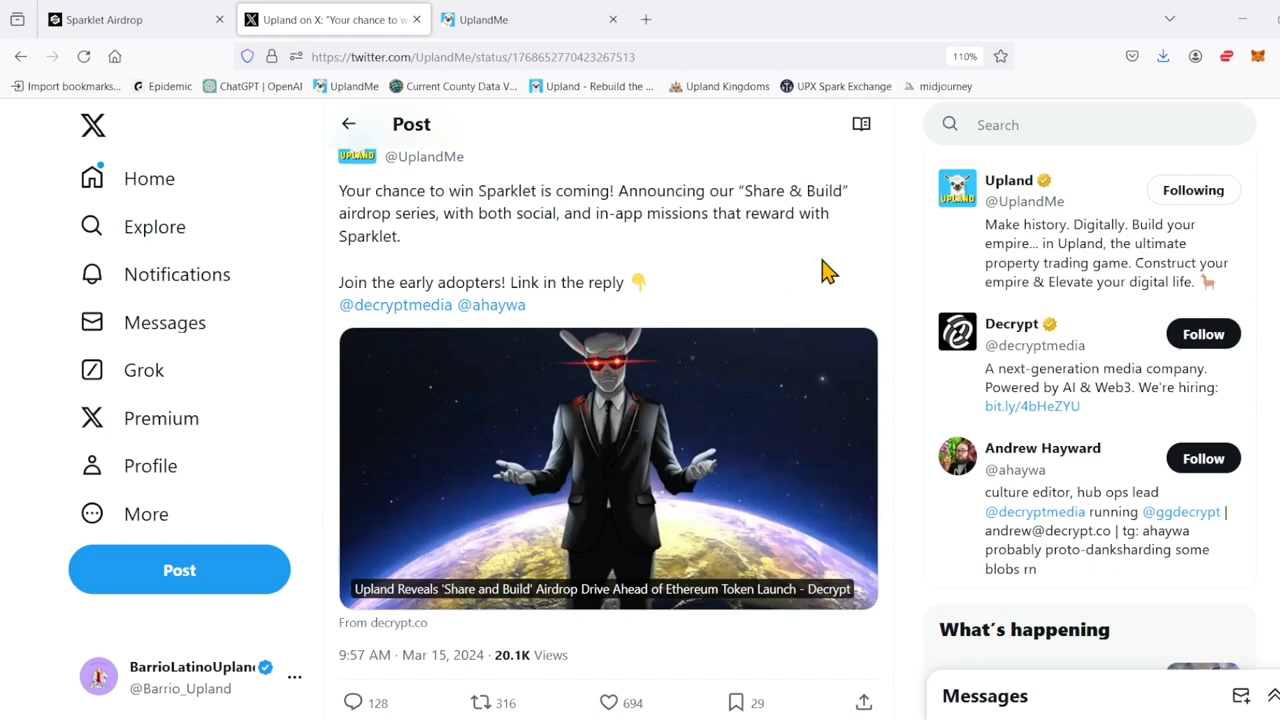 Sparklet Airdrop
Upland on X: "Your chance to w
UplandMe
https://twitter.com/UplandMe/status/1768652770423267513
110%
Import bookmarks...
Epidemic
ChatGPT | OpenAI
UplandMe
Current County Data V...
Upland - Rebuild the ...
Upland Kingdoms
UPX Spark Exchange
midjourney
Home
Explore
Notifications
Messages
Grok
Premium
Profile
More
Post
BarrioLatinoUpland
@Barrio_Upland
Post
UPLAND
@UplandMe
Your chance to win Sparklet is coming! Announcing our “Share & Build”
airdrop series, with both social, and in-app missions that reward with
Sparklet.
Join the early adopters! Link in the reply 👇
@decryptmedia @ahaywa
Upland Reveals 'Share and Build' Airdrop Drive Ahead of Ethereum Token Launch - Decrypt
From decrypt.co
9:57 AM · Mar 15, 2024 · 20.1K Views
128
316
694
29
Search
Upland
@UplandMe
Following
Make history. Digitally. Build your
empire... in Upland, the ultimate
property trading game. Construct your
empire & Elevate your digital life. 🦙
Decrypt
@decryptmedia
Follow
A next-generation media company.
Powered by AI & Web3. We’re hiring:
bit.ly/4bHeZYU
Andrew Hayward
@ahaywa
Follow
culture editor, hub ops lead
@decryptmedia running @ggdecrypt |
andrew@decrypt.co | tg: ahaywa
probably proto-danksharding some
blobs rn
What’s happening
Messages